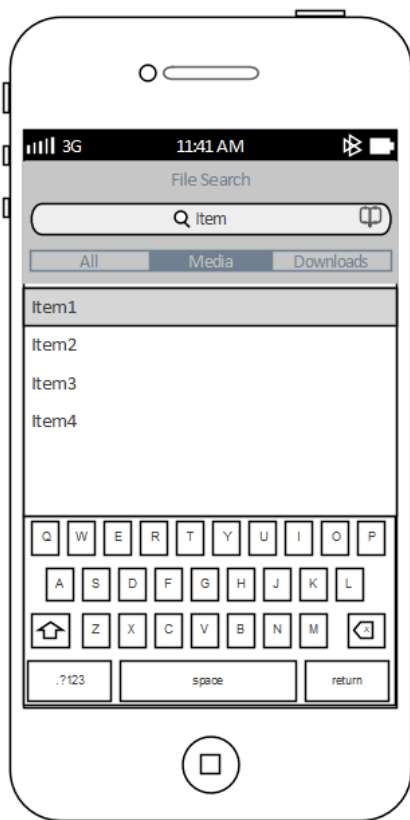 3G 11:41 AM
File Search
Item
All Media Downloads
Item1
Item2
Item3
Item4
Q W E R T Y U I O P
A S D F G H J K L
Z X C V B N M X
.?123 space return